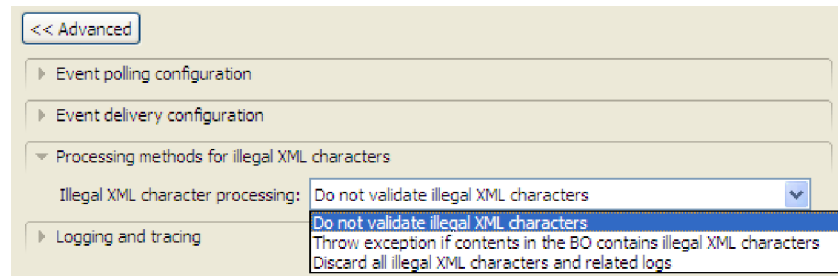 << Advanced
Event polling configuration
Event delivery configuration
Processing methods for illegal XML characters
Illegal XML character processing: Do not validate illegal XML characters
Do not validate illegal XML characters
Throw exception if contents in the BO contains illegal XML characters
Discard all illegal XML characters and related logs
Logging and tracing